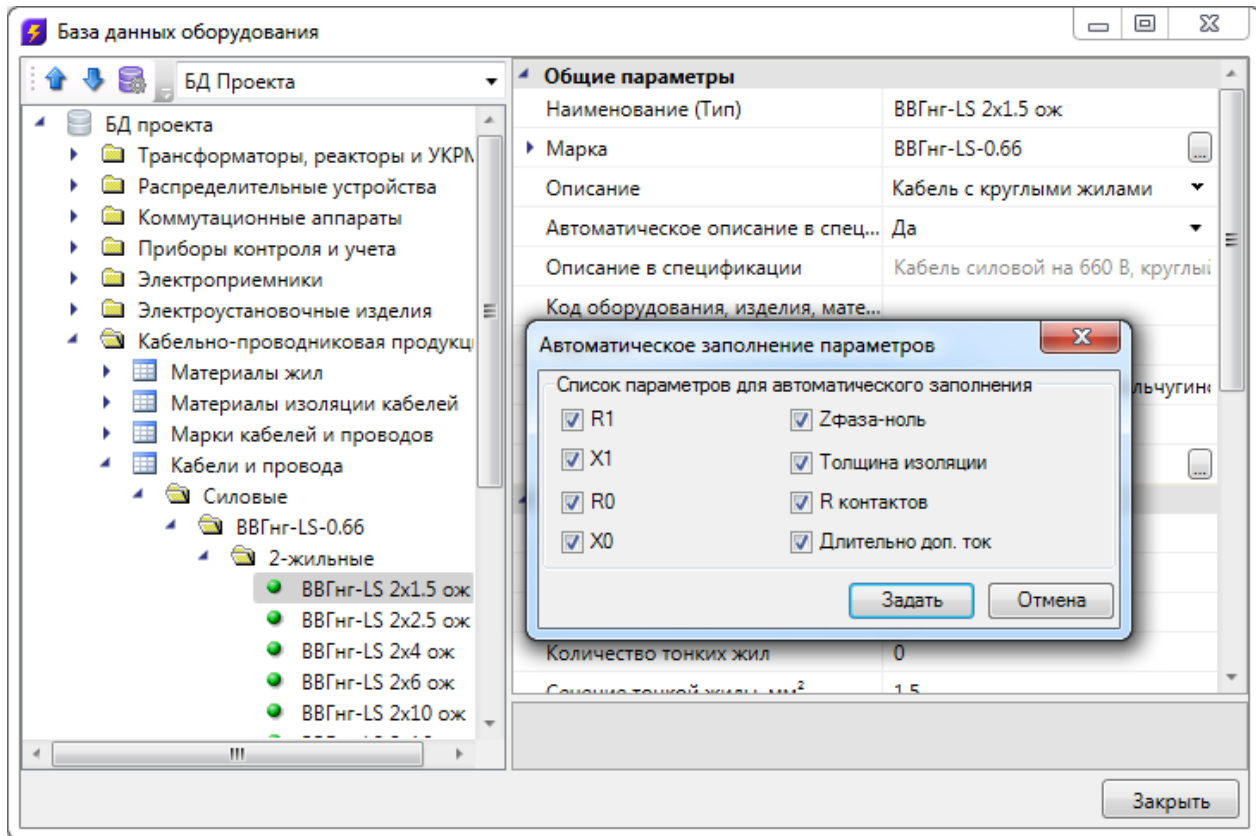 База данных оборудования
БД Проекта
БД проекта
Трансформаторы, реакторы и УКРМ
Распределительные устройства
Коммутационные аппараты
Приборы контроля и учета
Электроприемники
Электроустановочные изделия
Кабельно-проводниковая продукц
Материалы жил
Материалы изоляции кабелей
Марки кабелей и проводов
Кабели и провода
Силовые
ВВГнг-LS-0.66
2-жильные
ВВГнг-LS 2x1.5 ож
ВВГнг-LS 2x2.5 ож
ВВГнг-LS 2x4 ож
ВВГнг-LS 2x6 ож
ВВГнг-LS 2x10 ож
Общие параметры
Наименование (Тип) ВВГнг-LS 2x1.5 ож
Марка ВВГнг-LS-0.66 ...
Описание Кабель с круглыми жилами
Автоматическое описание в спец... Да
Описание в спецификации Кабель силовой на 660 В, круглый
Код оборудования, изделия, мате...
льчугин
...
Автоматическое заполнение параметров
Список параметров для автоматического заполнения
R1 Zфаза-ноль
X1 Толщина изоляции
R0 R контактов
X0 Длительно доп. ток
Задать Отмена
Количество тонких жил 0
Сечение тонкой жилы, мм² 1.5
Закрыть